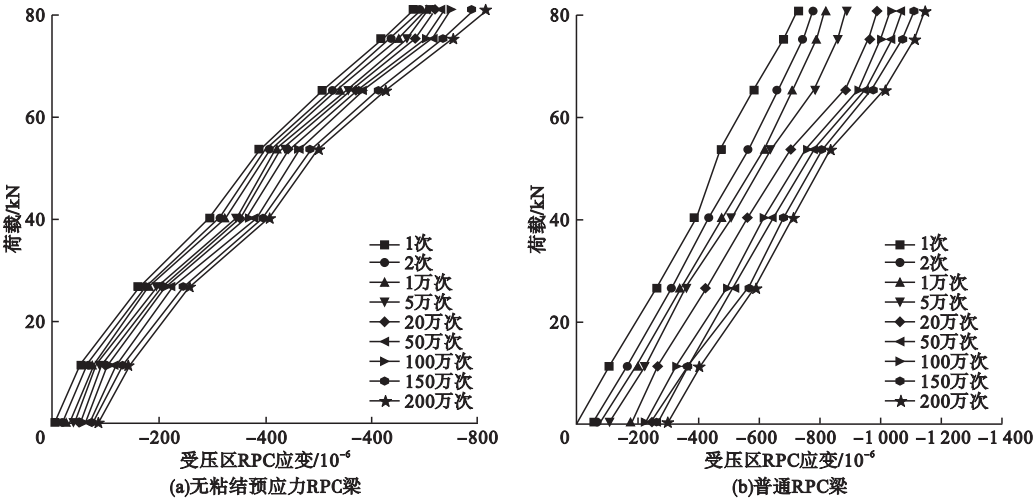 80
60
40
20
0
荷载/kN
1次
2次
1万次
5万次
20万次
50万次
100万次
150万次
200万次
-200
-400
-400
-800
受压区RPC应变/10⁻⁶
(a)无粘结预应力RPC梁
80
60
40
20
0
荷载/kN
1次
2次
1万次
5万次
20万次
50万次
100万次
150万次
200万次
-200
-400
-600
-800
-1 000
-1 200
-1 400
受压区RPC应变/10⁻⁶
(b)普通RPC梁